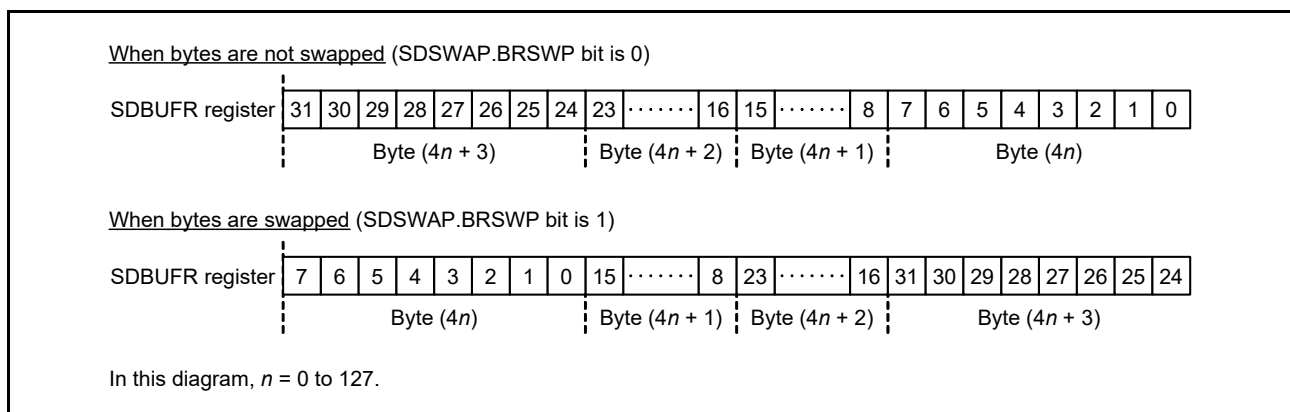 When bytes are not swapped (SDSWAP.BRSWP bit is 0)
SDBUFR register 31 30 29 28 27 26 25 24 23 ······· 16 15 ······· 8 7 6 5 4 3 2 1 0
Byte (4n + 3) Byte (4n + 2) Byte (4n + 1) Byte (4n)
When bytes are swapped (SDSWAP.BRSWP bit is 1)
SDBUFR register 7 6 5 4 3 2 1 0 15 ······· 8 23 ······· 16 31 30 29 28 27 26 25 24
Byte (4n) Byte (4n + 1) Byte (4n + 2) Byte (4n + 3)
In this diagram, n = 0 to 127.